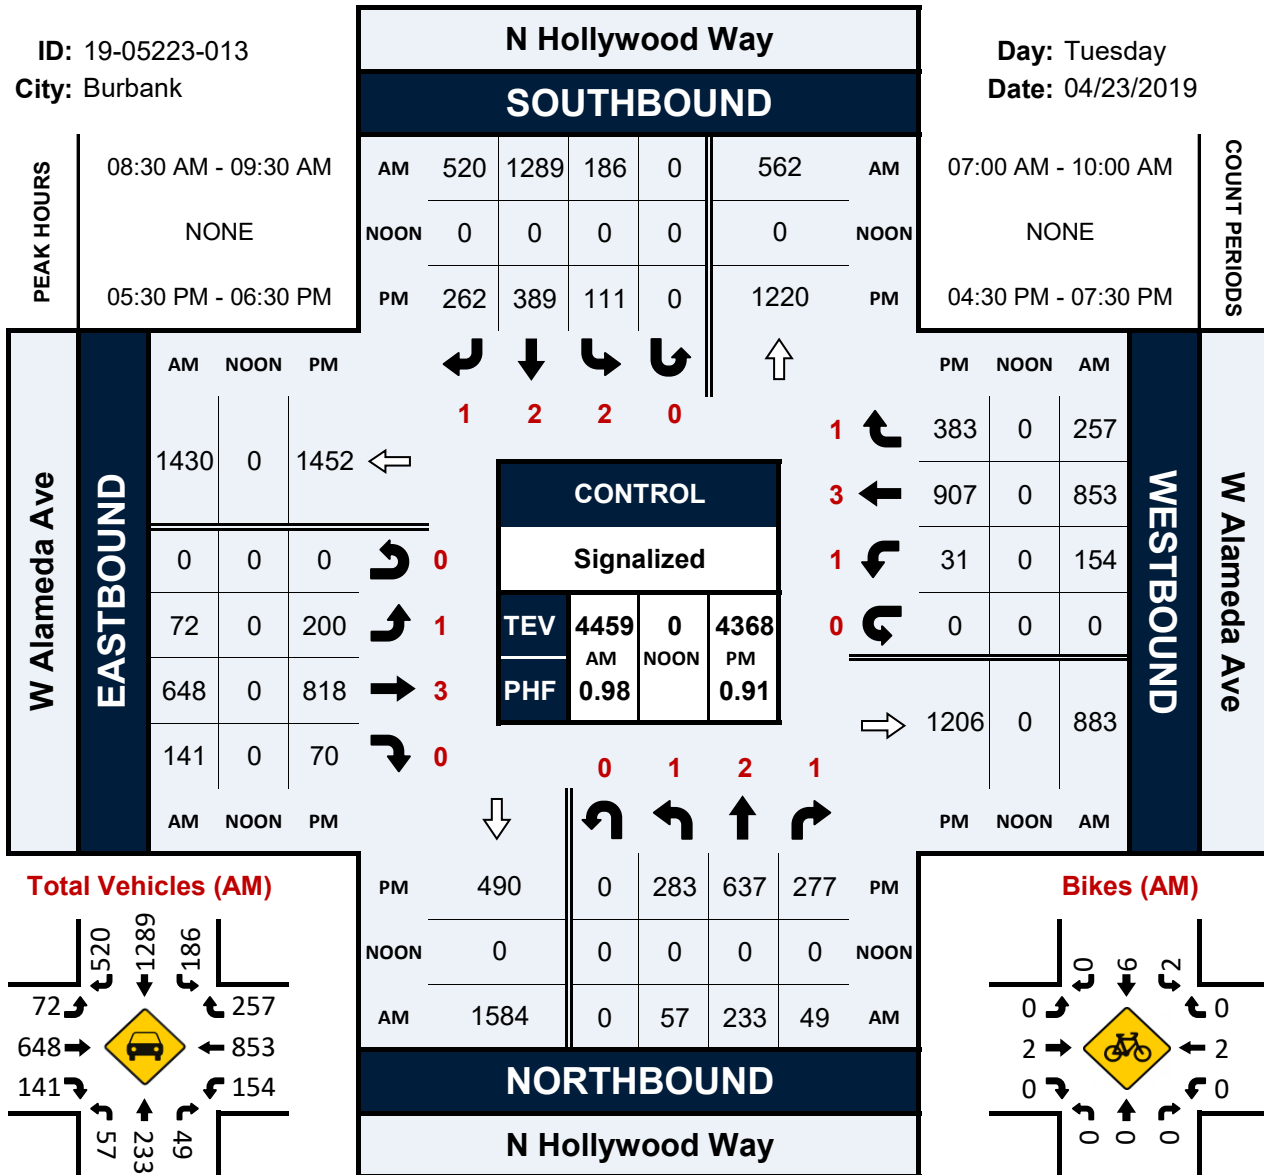 N Hollywood Way
ID: 19-05223-013
Day: Tuesday
City: Burbank
Date: 04/23/2019
SOUTHBOUND
PEAK HOURS
08:30 AM - 09:30 AM
AM 520 1289 186 0 562 AM
07:00 AM - 10:00 AM
COUNT PERIODS
NONE
NOON 0 0 0 0 0 NOON
NONE
05:30 PM - 06:30 PM
PM 262 389 111 0 1220 PM
04:30 PM - 07:30 PM
1 2 2 0
W Alameda Ave
EASTBOUND
AM NOON PM
1430 0 1452
0 0 0 0
72 0 200 1
648 0 818 3
141 0 70 0
AM NOON PM
CONTROL
Signalized
TEV 4459 0 4368
AM NOON PM
PHF 0.98 0.91
PM NOON AM
1 383 0 257
3 907 0 853
1 31 0 154
0 0 0 0
1206 0 883
PM NOON AM
WESTBOUND
W Alameda Ave
0 1 2 1
PM 490 0 283 637 277 PM
NOON 0 0 0 0 0 NOON
AM 1584 0 57 233 49 AM
NORTHBOUND
N Hollywood Way
Total Vehicles (AM)
520 1289 186
72 257
648 853
141 154
57 233 49
Bikes (AM)
0 6 2
0 0
2 2
0 0
0 0 0